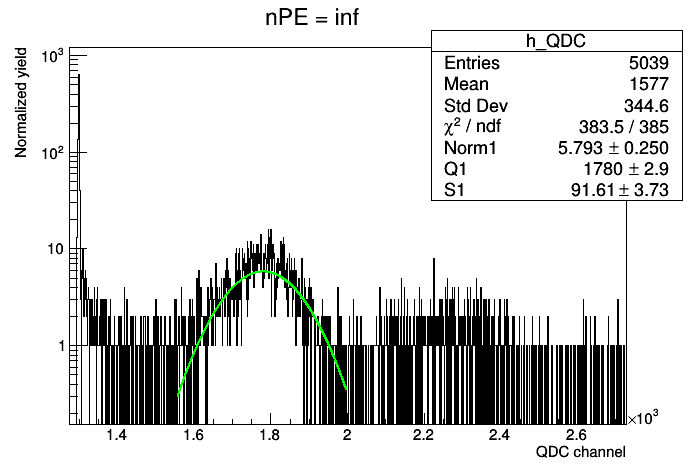 nPE = inf
h_QDC
Entries 5039
Mean 1577
Std Dev 344.6
χ² / ndf 383.5 / 385
Norm1 5.793 ± 0.250
Q1 1780 ± 2.9
S1 91.61 ± 3.73
Normalized yield
10³
10²
10
1
1.4 1.6 1.8 2 2.2 2.4 2.6
×10³
QDC channel